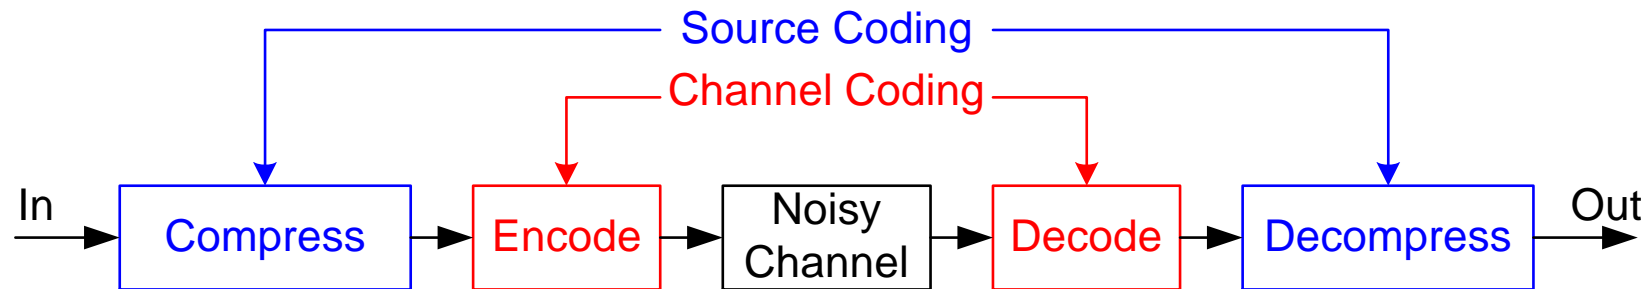 Source Coding
Channel Coding
In
Compress
Encode
Noisy
Channel
Decode
Decompress
Out